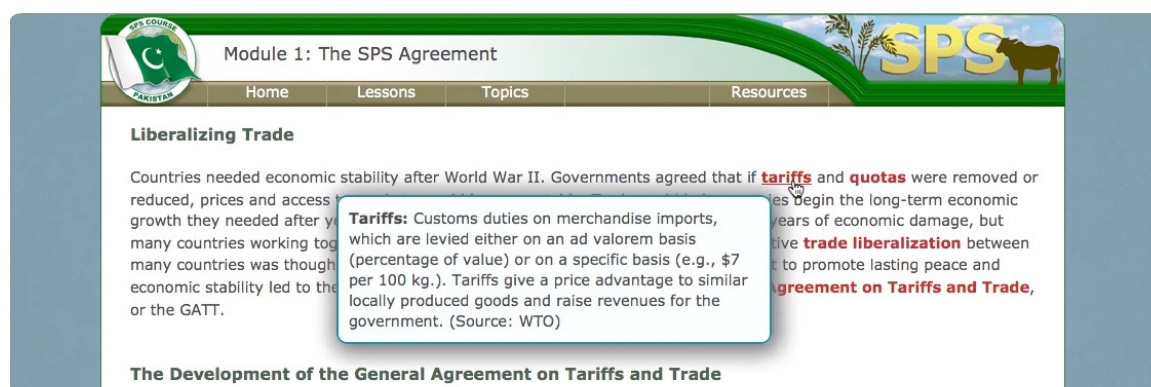 SPS COURSE
PAKISTAN
Module 1: The SPS Agreement
SPS
Home Lessons Topics Resources
Liberalizing Trade
Countries needed economic stability after World War II. Governments agreed that if tariffs and quotas were removed or
reduced, prices and access begin the long-term economic
growth they needed after years of economic damage, but
many countries working trade liberalization between
many countries was to promote lasting peace and
economic stability led to the Agreement on Tariffs and Trade,
or the GATT.
Tariffs: Customs duties on merchandise imports,
which are levied either on an ad valorem basis
(percentage of value) or on a specific basis (e.g., $7
per 100 kg.). Tariffs give a price advantage to similar
locally produced goods and raise revenues for the
government. (Source: WTO)
The Development of the General Agreement on Tariffs and Trade